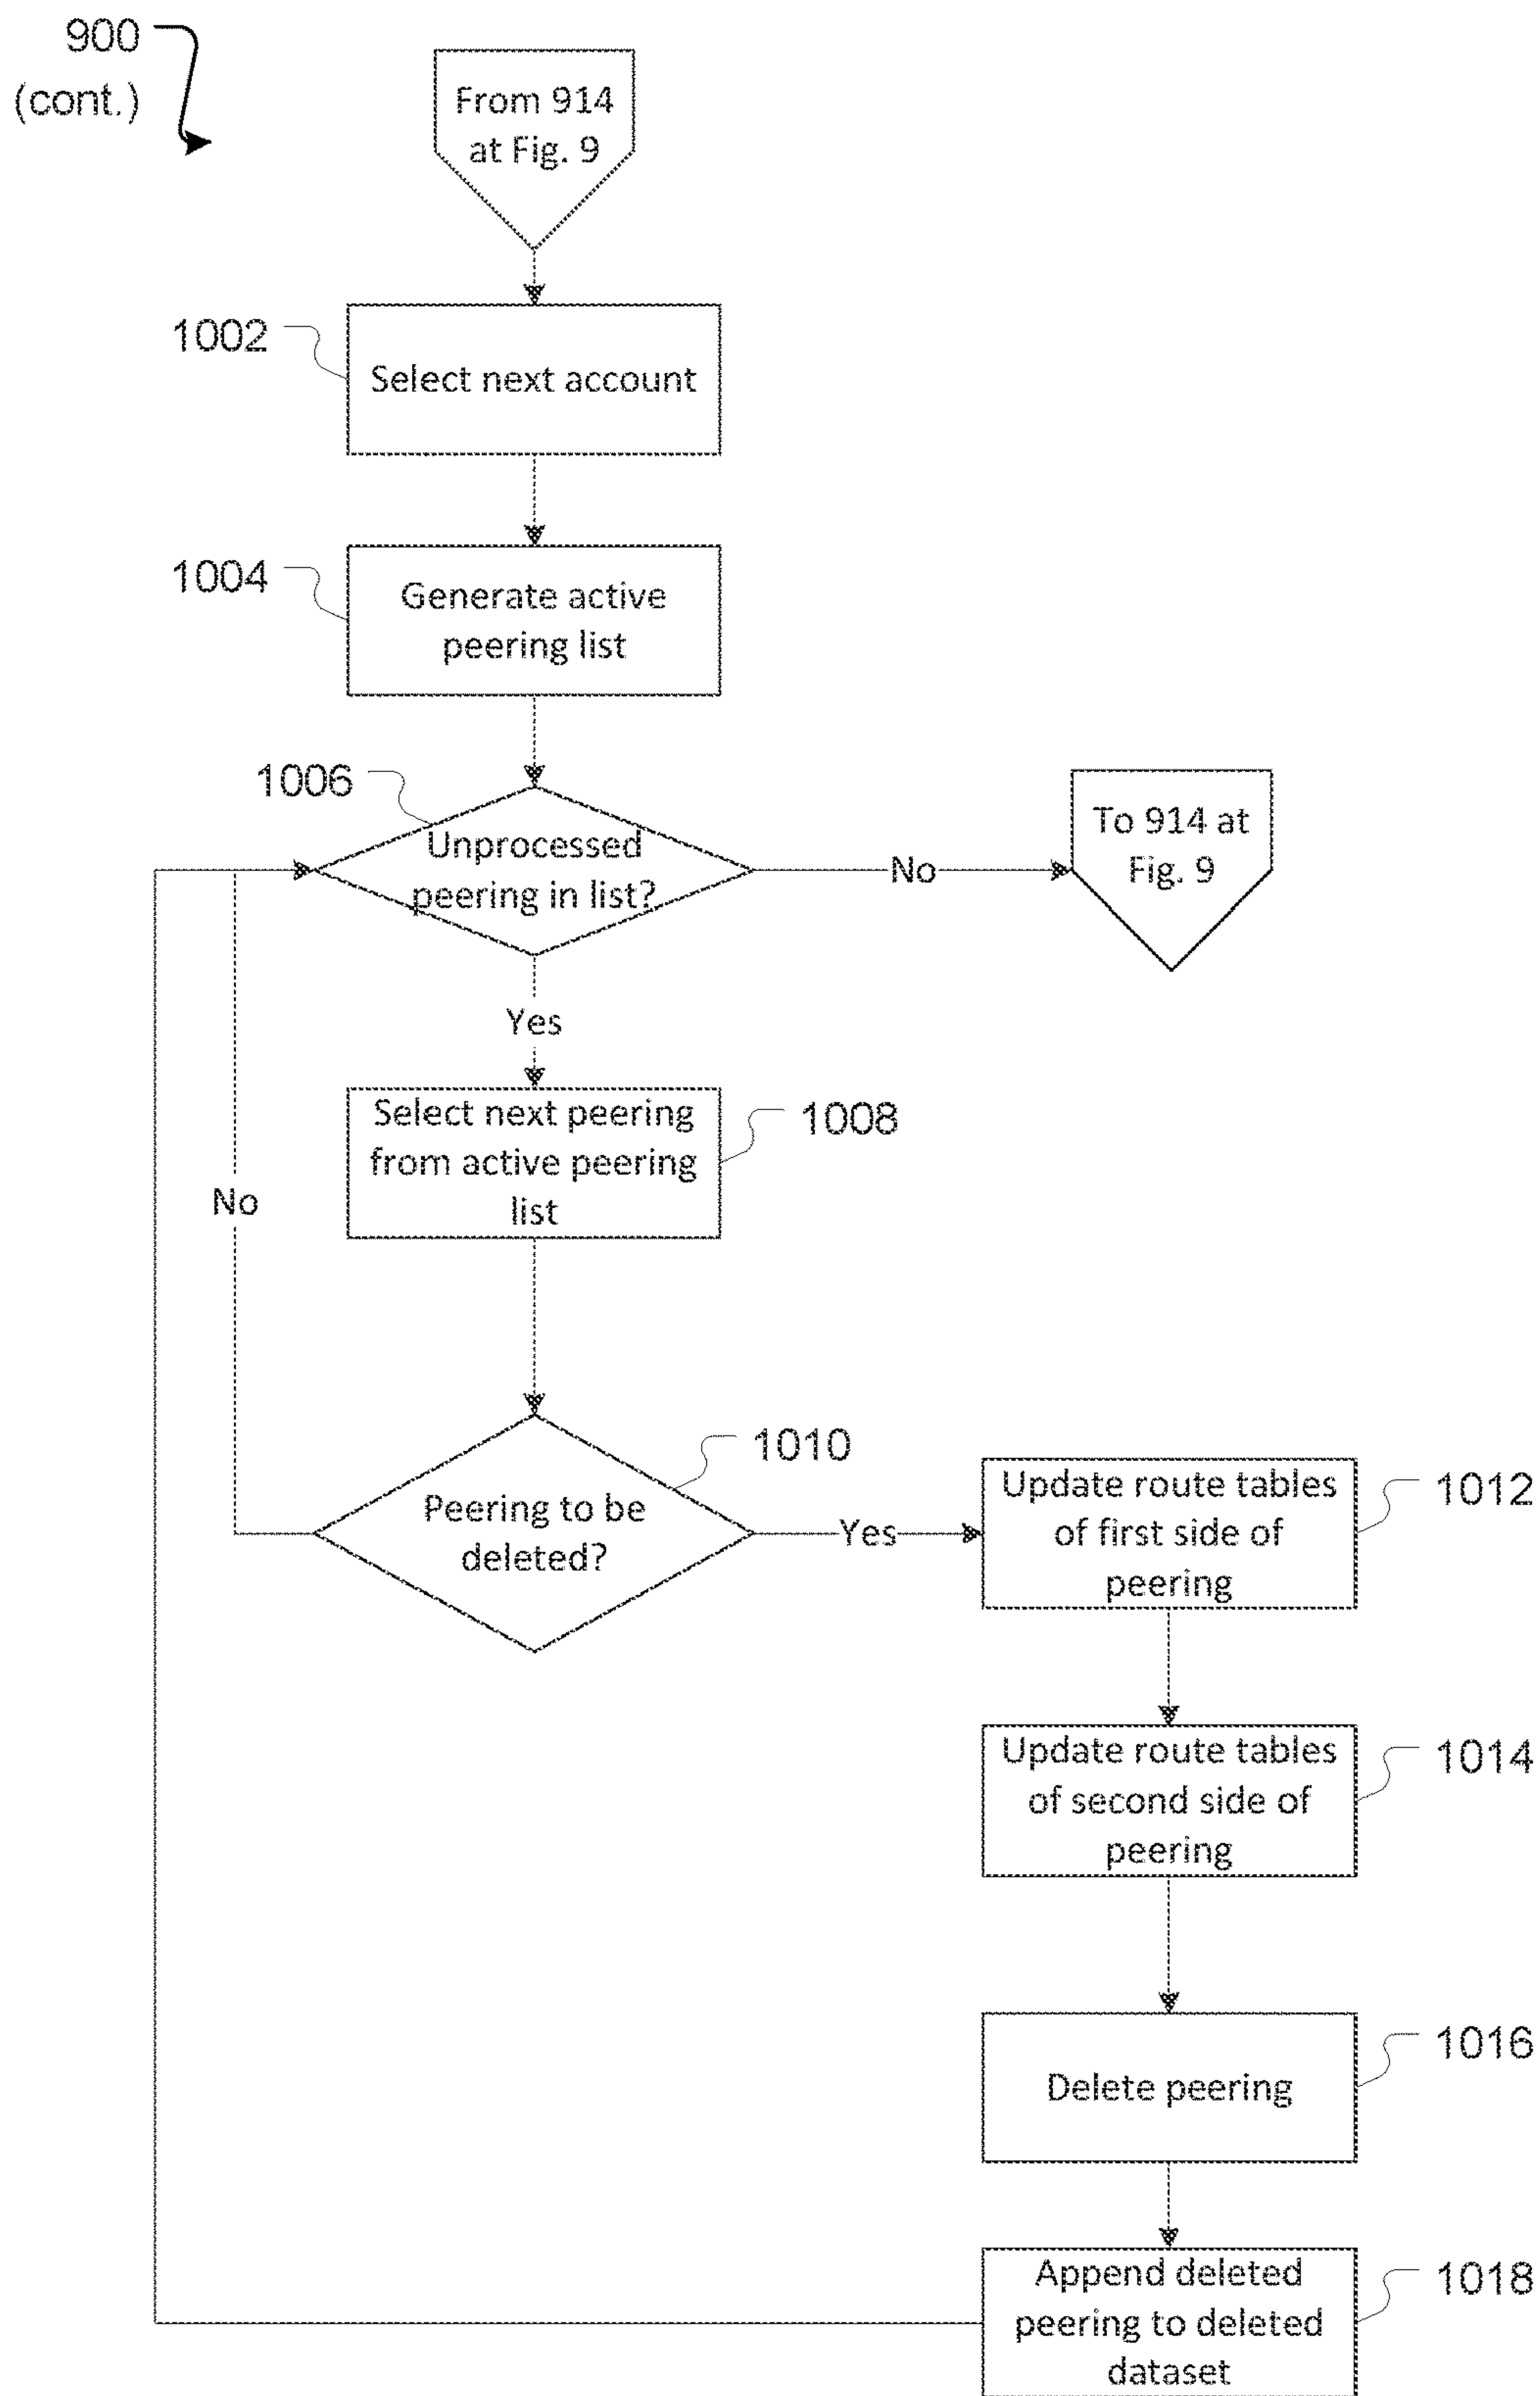 900
(cont.)
From 914
at Fig. 9
1002
Select next account
1004
Generate active
peering list
1006
Unprocessed
peering in list?
No
To 914 at
Fig. 9
Yes
Select next peering
from active peering
list
1008
No
1010
Peering to be
deleted?
Yes
Update route tables
of first side of
peering
1012
Update route tables
of second side of
peering
1014
Delete peering
1016
Append deleted
peering to deleted
dataset
1018